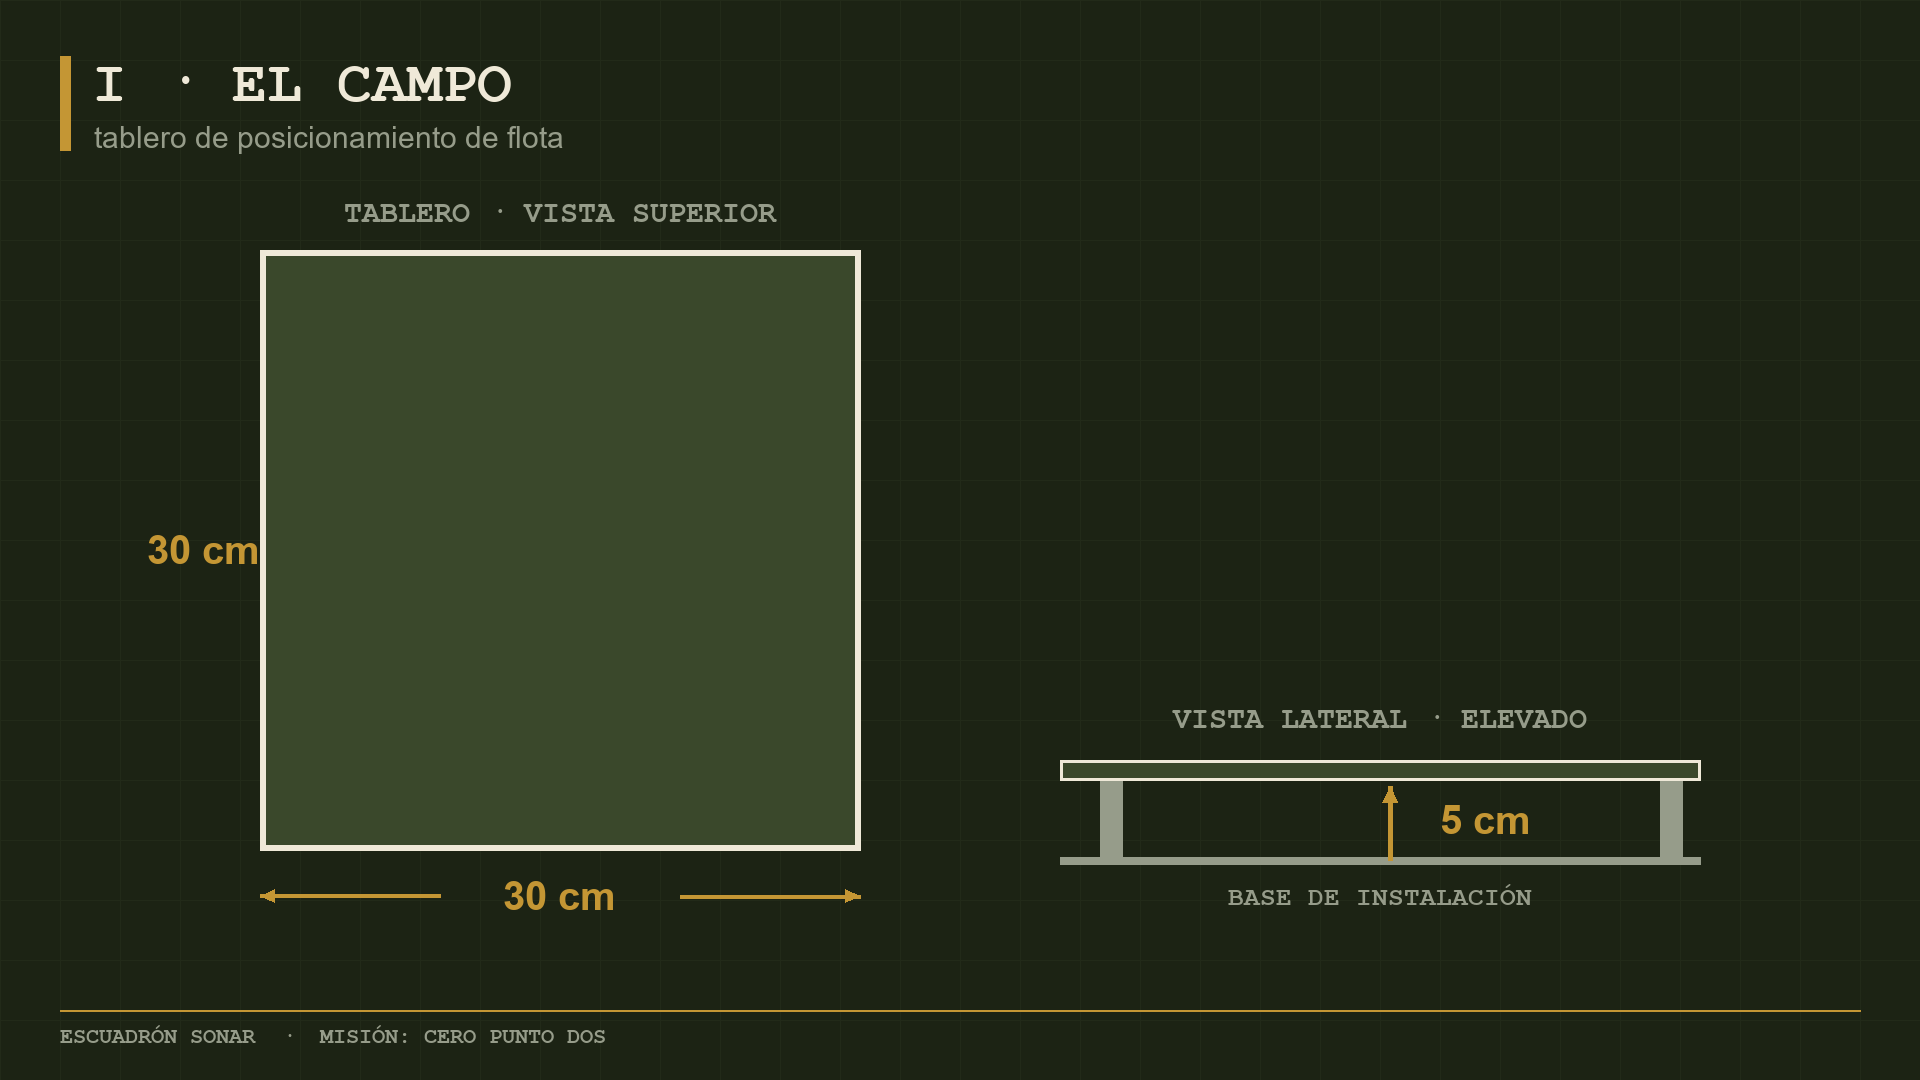 I · EL CAMPO
tablero de posicionamiento de flota
TABLERO · VISTA SUPERIOR
30 cm
30 cm
VISTA LATERAL · ELEVADO
5 cm
BASE DE INSTALACIÓN
ESCUADRÓN SONAR · MISIÓN: CERO PUNTO DOS